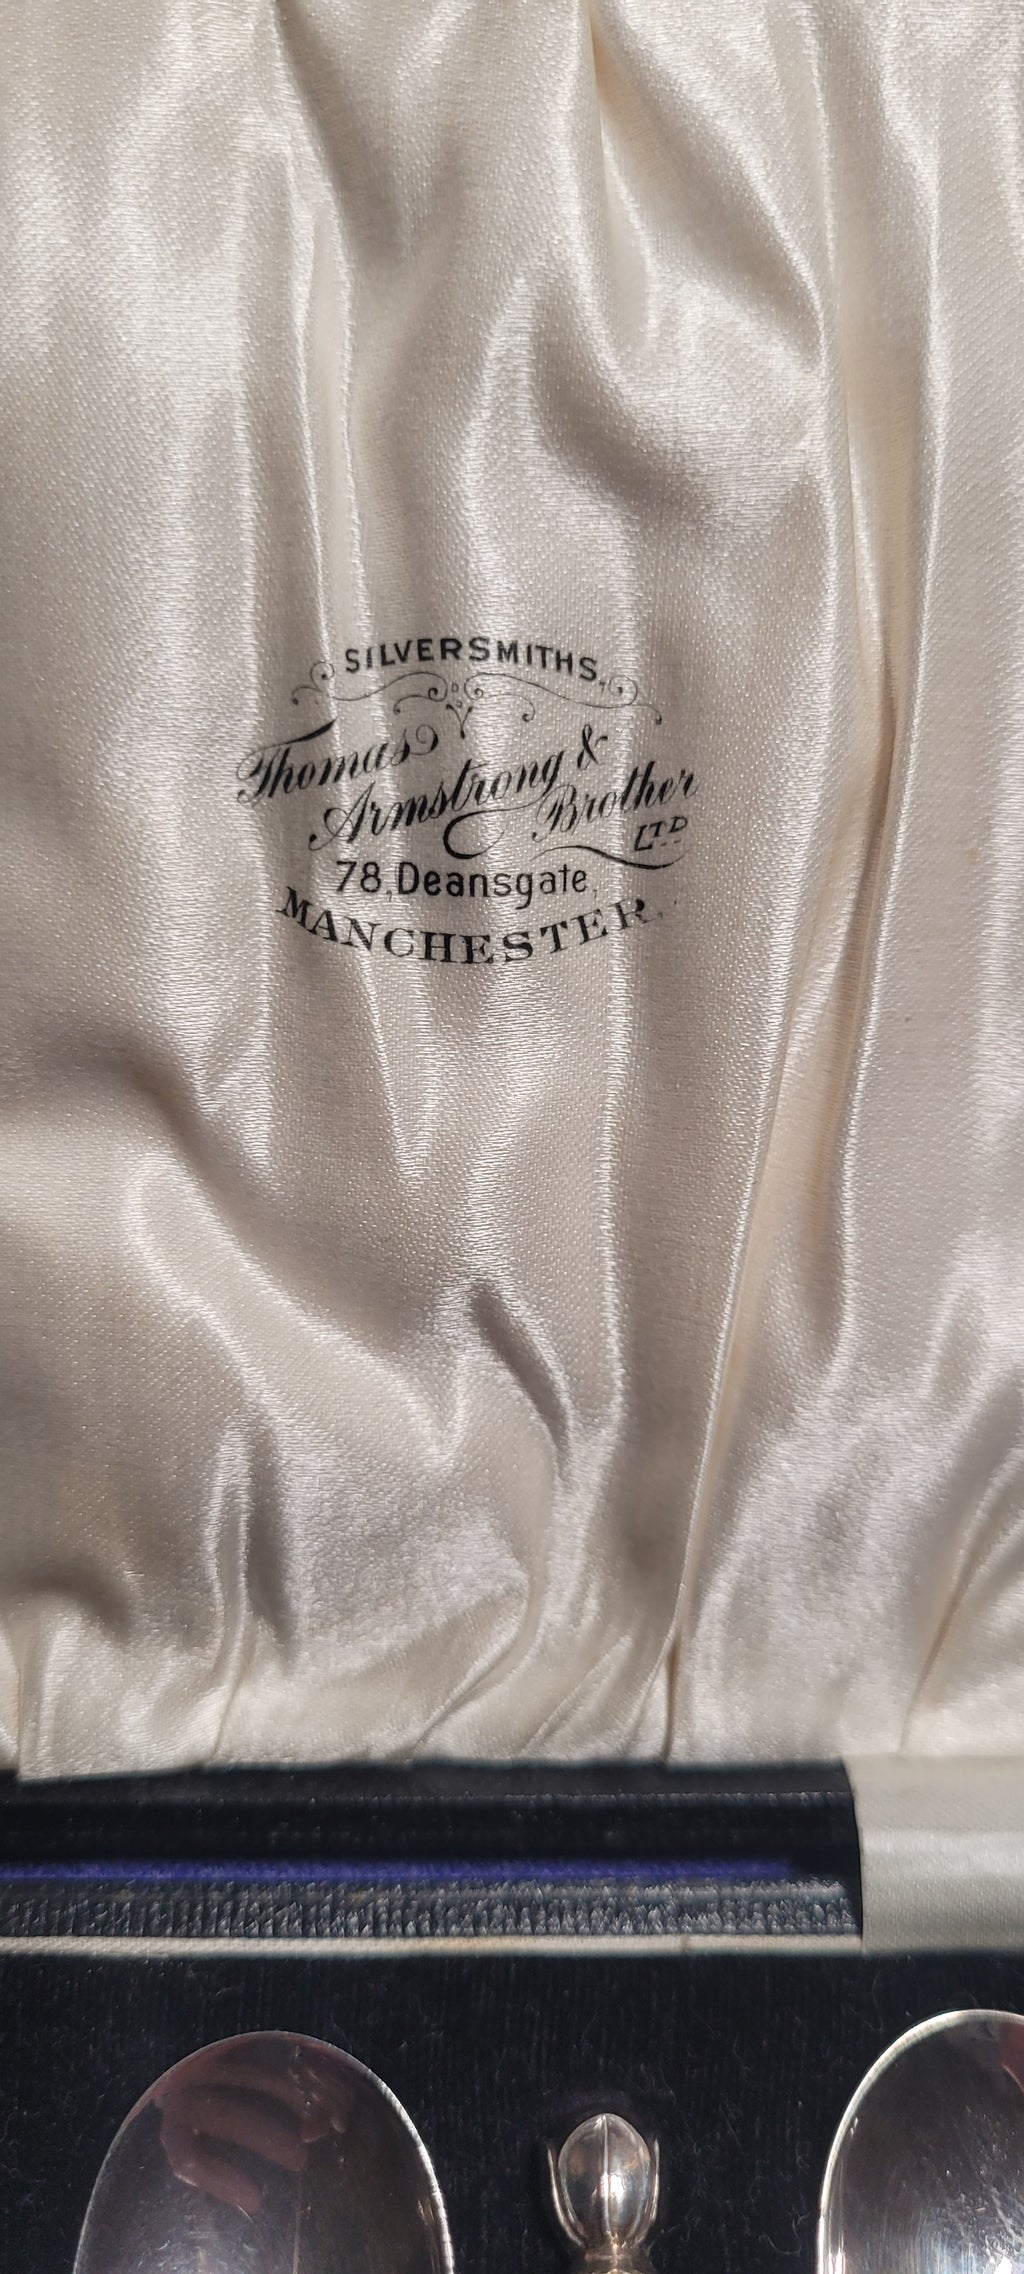 SILVERSMITHS,
Thomas
Armstrong &
Brother
LTD
78, Deansgate,
MANCHESTER.